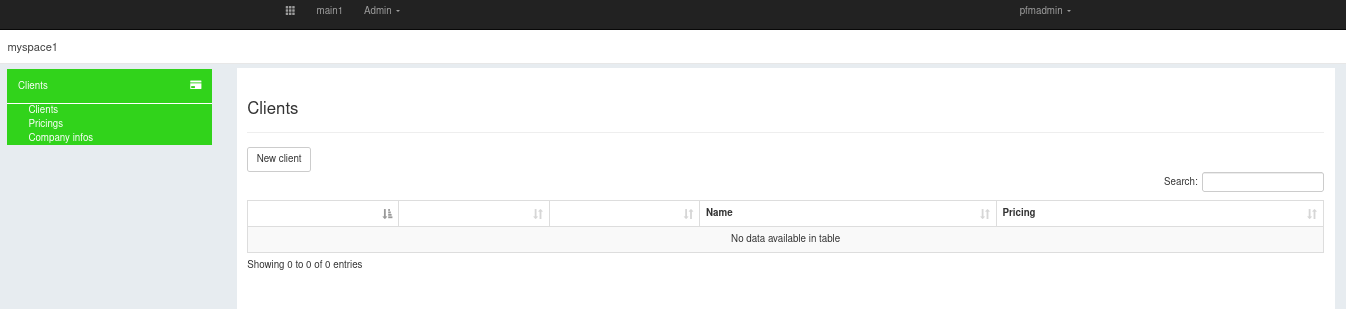 main1 Admin pfmadmin
myspace1
Clients
Clients
Pricings
Company infos
Clients
New client
Search:
Name Pricing
No data available in table
Showing 0 to 0 of 0 entries